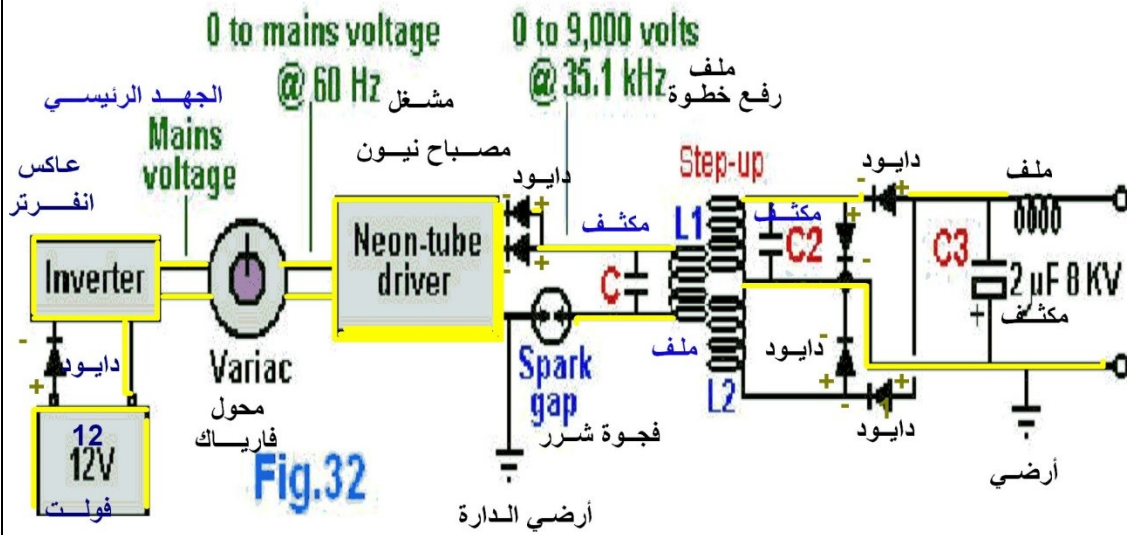 0 to mains voltage
@ 60 Hz
0 to 9,000 volts
@ 35.1 kHz
ملف
رفع خطوة
مشغل
الجهد الرئيسي
Mains
voltage
مصباح نيون
عاكس
انفرتر
دايود
Step-up
دايود
ملف
Inverter
Neon-tube
driver
مكثف
L1
مكثف
C2
C3
C
2 µF 8 KV
مكثف
+
دايود
Variac
محول
فارياك
Spark
gap
فجوة شرر
ملف
L2
دايود
دايود
12
12V
فولت
Fig.32
أرضي الدارة
أرضي